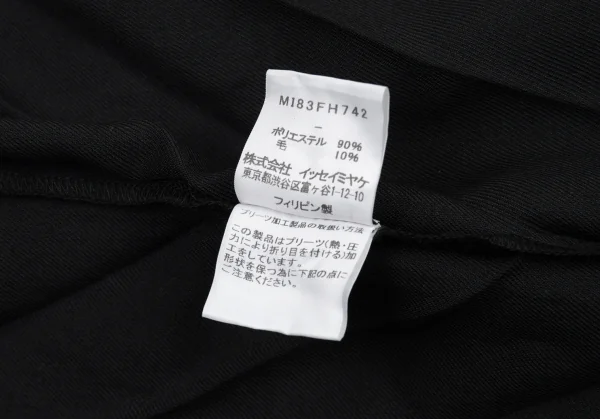 MI83FH742
–
ポリエステル 90%
毛 10%
株式会社 イッセイミヤケ
東京都渋谷区富ヶ谷1-12-10
フィリピン製
プリーツ加工製品の取扱い方法
この製品はプリーツ(熱・圧
力により折り目を付ける)加
工をしています。
形状を保つ為に下記の点に
ご注意ください。